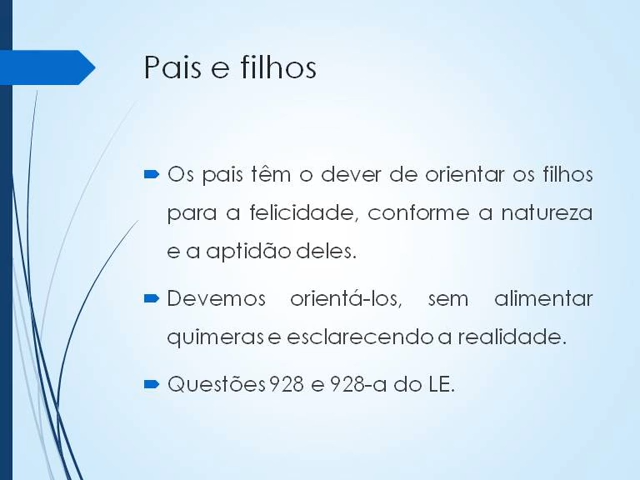 Pais e filhos
Os pais têm o dever de orientar os filhos
para a felicidade, conforme a natureza
e a aptidão deles.
Devemos orientá-los, sem alimentar
quimeras e esclarecendo a realidade.
Questões 928 e 928-a do LE.